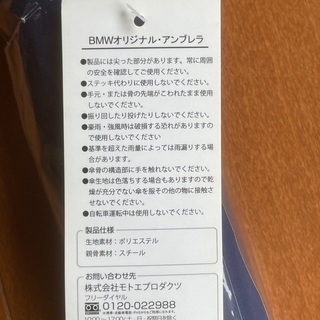 BMWオリジナル・アンブレラ
●製品には尖った部分があります。常に周囲
の安全を確認してご使用ください。
●ステッキ代わりに使用しないでください。
●手元・または骨の先端がこわれたまま使用
しないでください。
●振り回したり投げたりしないでください。
●豪雨・強風時は破損する恐れがありますので
使用しないでください。
●基準を超えた雨量によっては雨漏りする場
合があります。
●傘骨の構造部に手を触れないでください。
●傘生地は色落ちする場合もありますので乾
燥が充分でない傘を服その他の物に接触さ
せないでください。
●自転車運転中は使用しないでください。
製品仕様
生地素材：ポリエステル
親骨素材：スチール
お問い合わせ先
株式会社モトエプロダクツ
フリーダイヤル
0120-022988